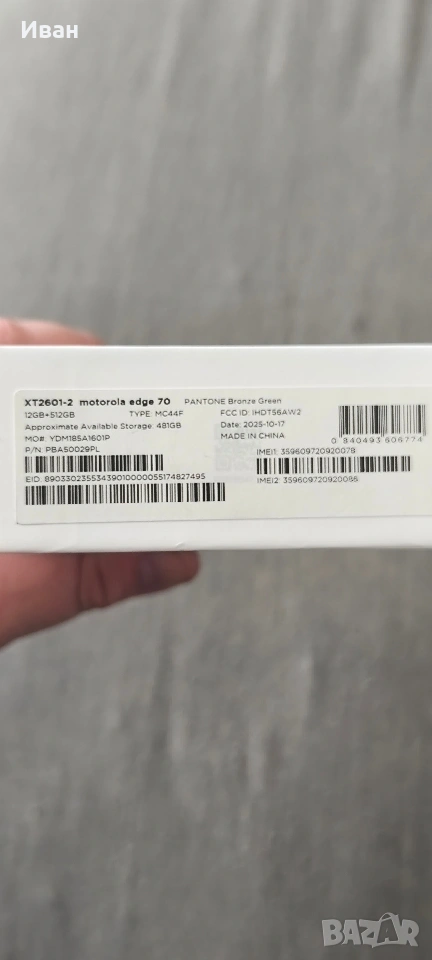 Иван
XT2601-2 motorola edge 70 PANTONE Bronze Green
12GB+512GB TYPE: MC44F FCC ID: IHDT56AW2
Approximate Available Storage: 481GB Date: 2025-10-17
MO#: YDM185A1601P MADE IN CHINA
0 840493 606774
P/N: PBA50029PL IMEI1: 359609720920078
EID: 89033023553439010000055174827495 IMEI2: 359609720920086
BAZAR